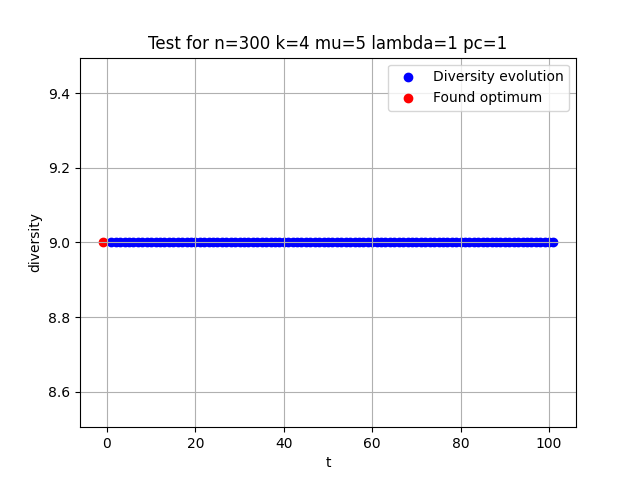 Test for n=300 k=4 mu=5 lambda=1 pc=1
Diversity evolution
Found optimum
9.4
9.2
9.0
8.8
8.6
diversity
0 20 40 60 80 100
t